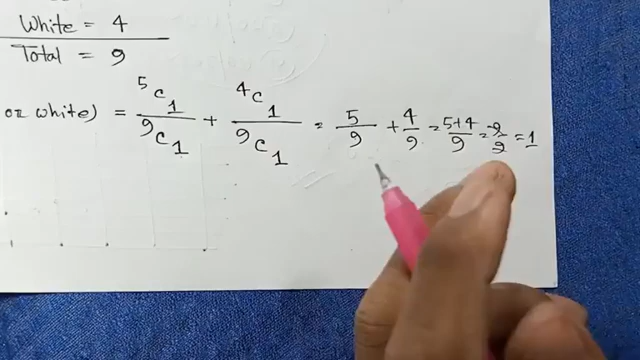 White = 4
Total = 9
or white) = 5C1/9C1 + 4C1/9C1 = 5/9 + 4/9 = 5+4/9 = 9/9 = 1